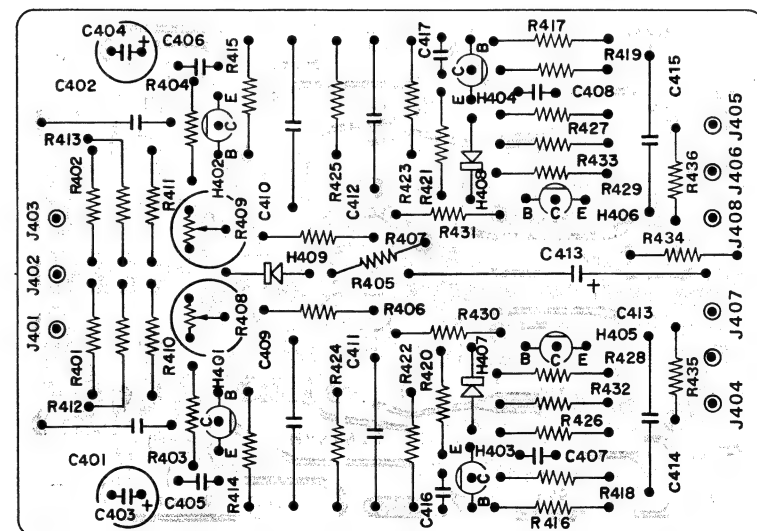 C404
+
C406
R415
C402
R404
E
C
B
H402
R413
R402
R411
R409
J403
J402
J401
C410
R425
C412
R423
C417
B
C
E
H404
R421
H408
R417
R419
C408
R427
R433
R429
B
C
E
H406
C415
R436
J405
J406
J408
R431
R407
H409
R405
C413
+
R434
R408
R406
R430
R401
R410
R412
H401
B
C
E
R403
C409
R424
C411
R422
R420
H407
H405
B
C
E
R428
R432
R426
C413
R435
J407
J404
C401
C403
+
C405
R414
C416
E
C
B
H403
C407
R418
R416
C414